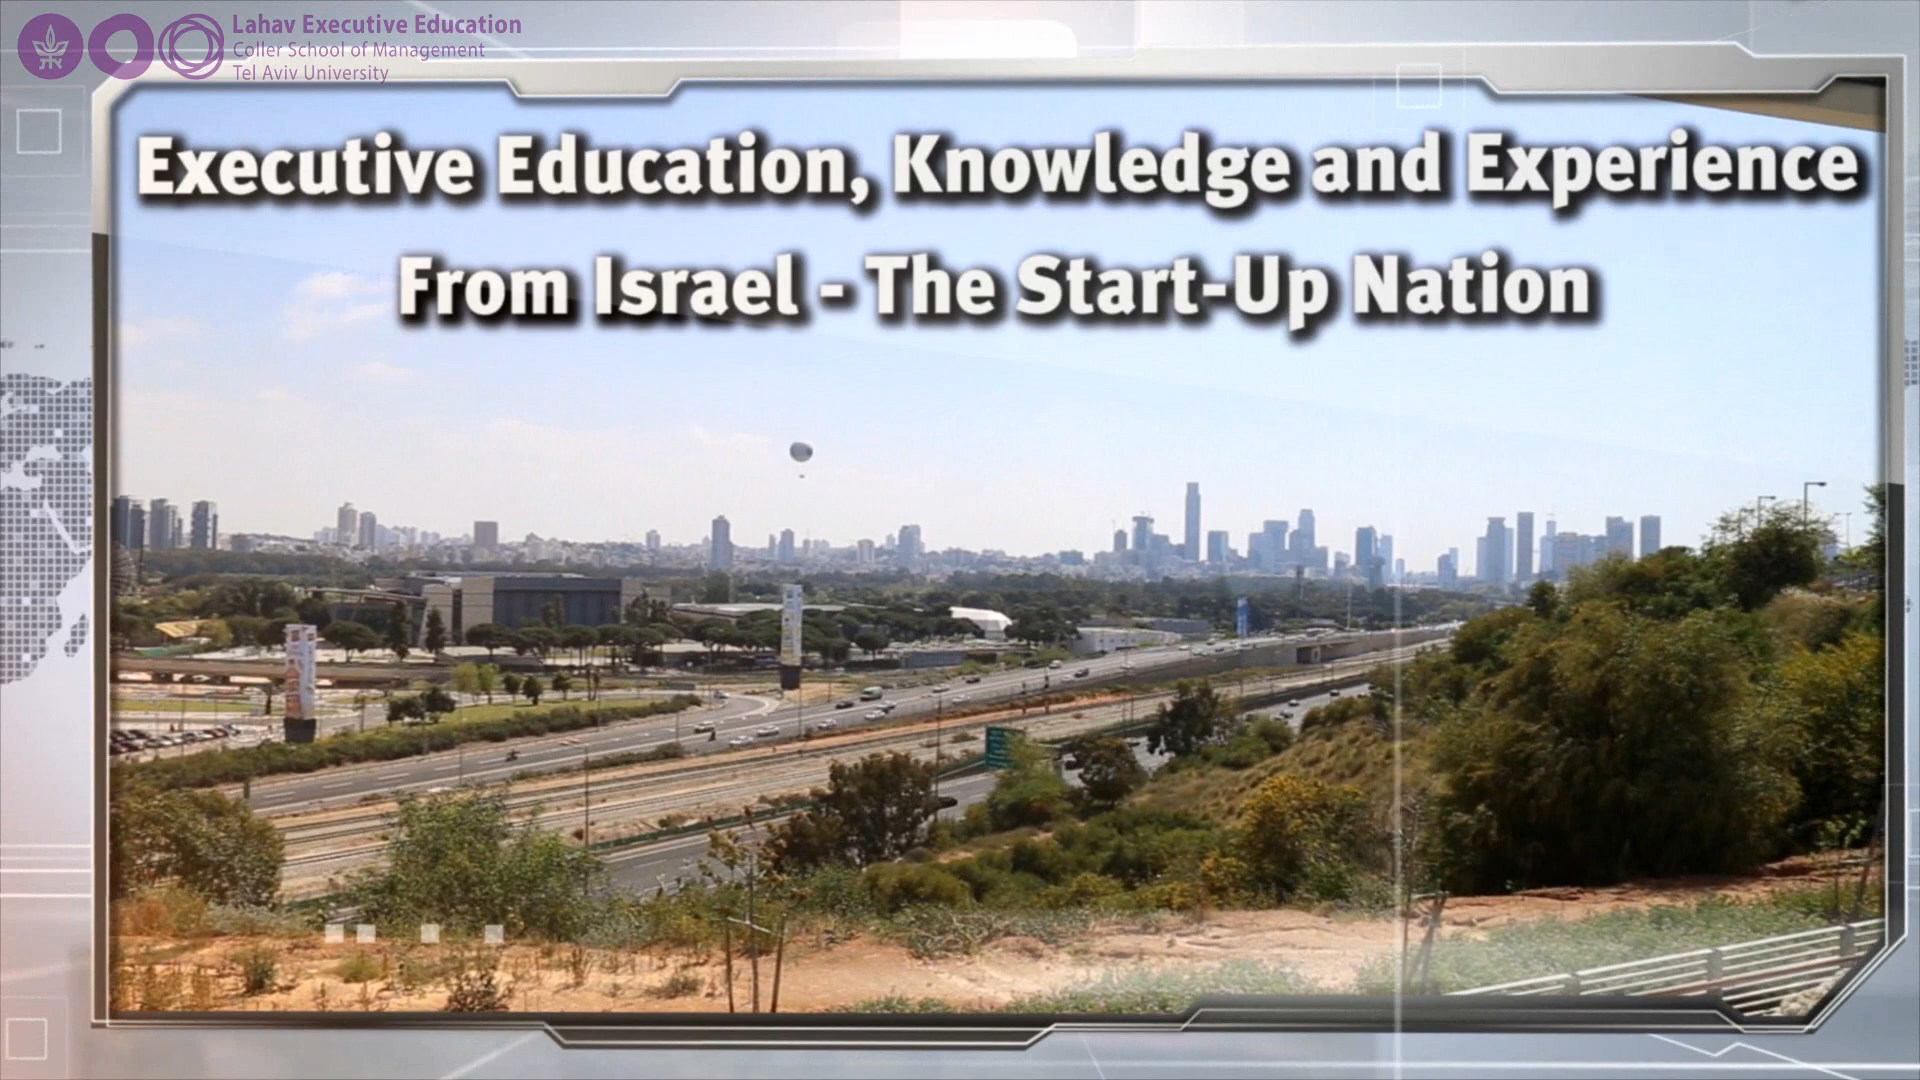 Lahav Executive Education
Coller School of Management
Tel Aviv University
Executive Education, Knowledge and Experience
From Israel - The Start-Up Nation